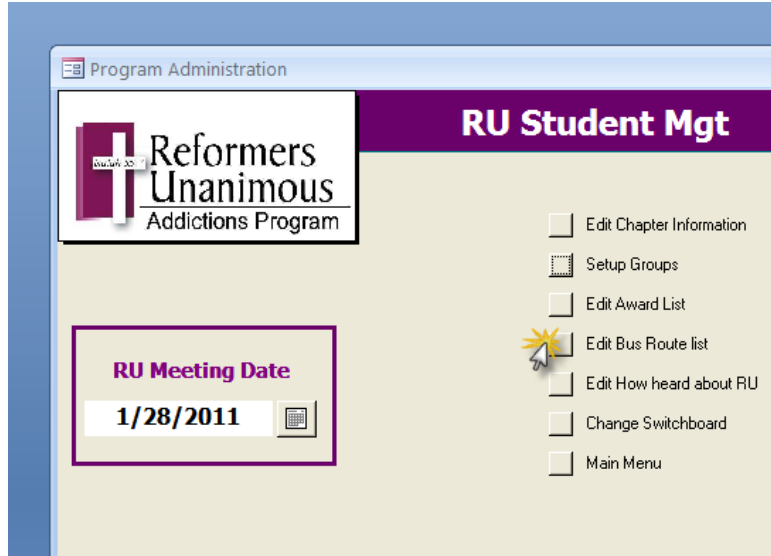 Program Administration
RU Student Mgt
Reformers
Unanimous
Addictions Program
Edit Chapter Information
Setup Groups
Edit Award List
Edit Bus Route list
Edit How heard about RU
Change Switchboard
Main Menu
RU Meeting Date
1/28/2011